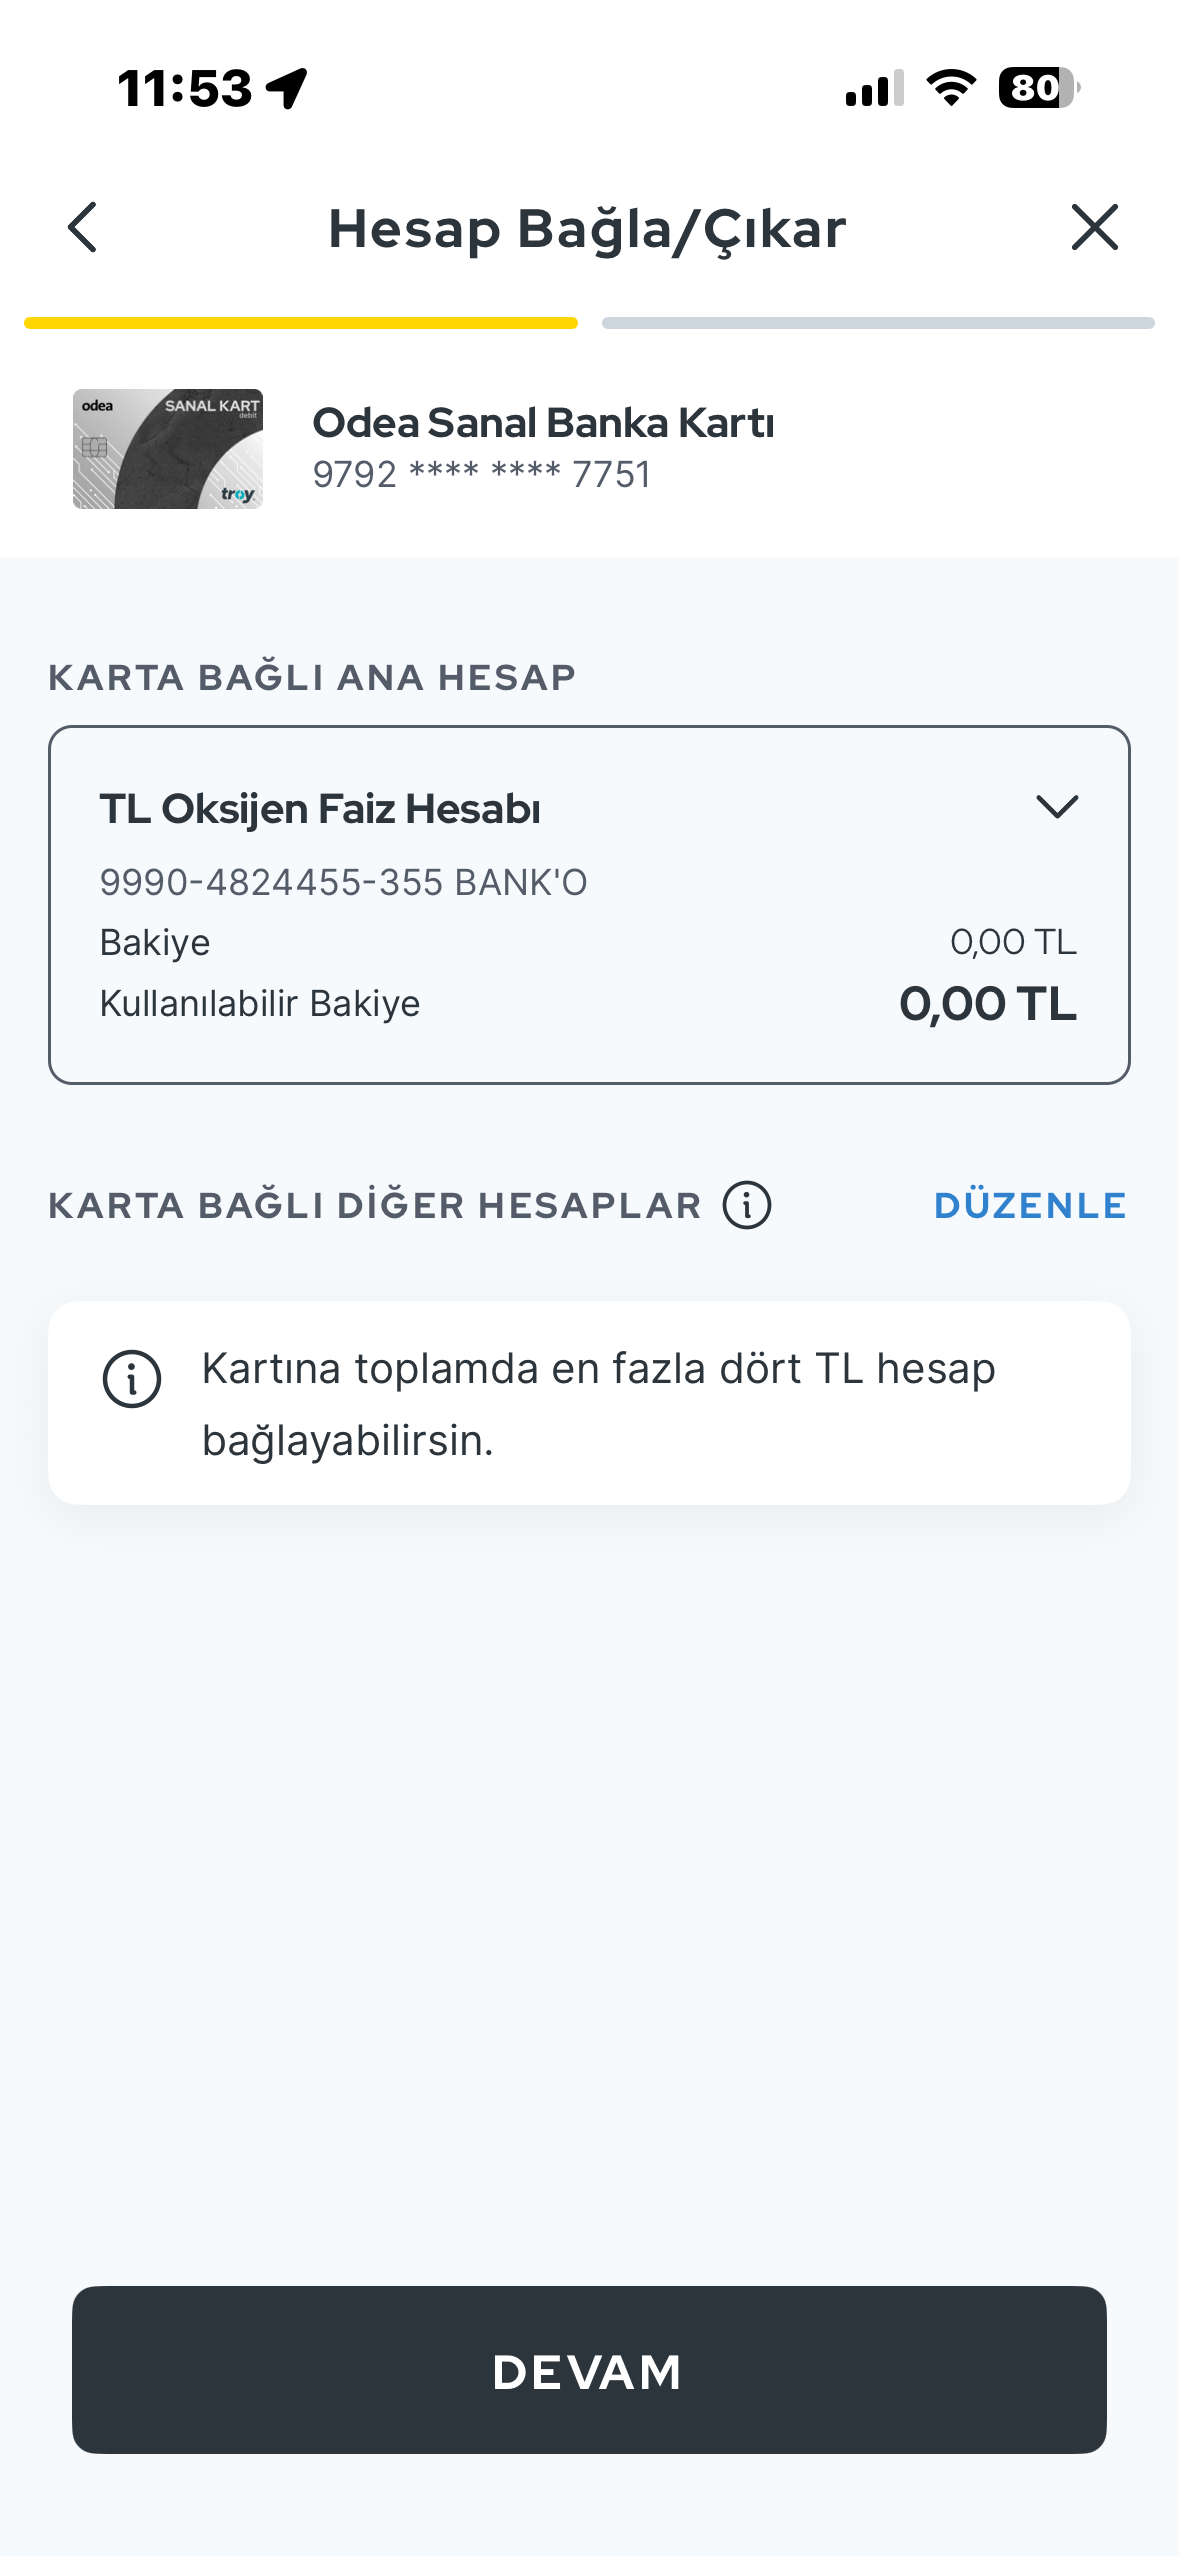 11:53
80
Hesap Bağla/Çıkar
odea
SANAL KART
debit
troy
Odea Sanal Banka Kartı
9792 **** **** 7751
KARTA BAĞLI ANA HESAP
TL Oksijen Faiz Hesabı
9990-4824455-355 BANK'O
Bakiye 0,00 TL
Kullanılabilir Bakiye 0,00 TL
KARTA BAĞLI DİĞER HESAPLAR DÜZENLE
Kartına toplamda en fazla dört TL hesap
bağlayabilirsin.
DEVAM